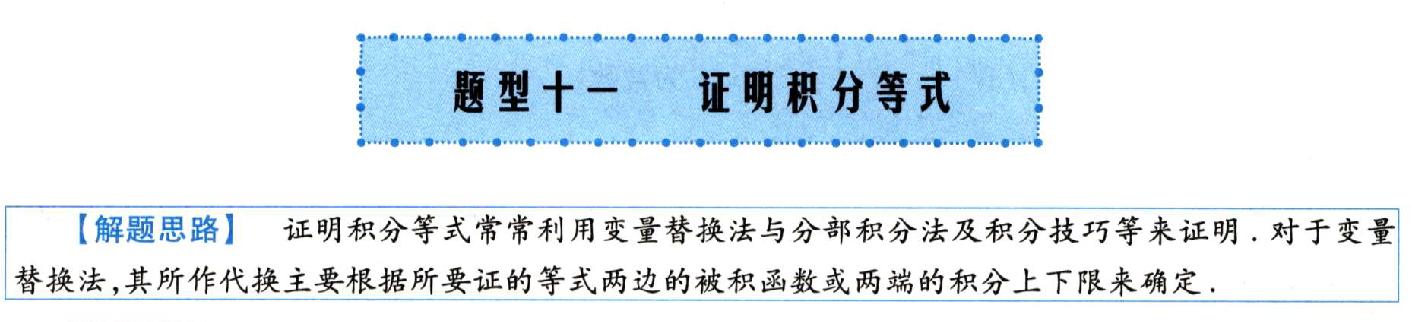 题型十一 证明积分等式
【解题思路】 证明积分等式常常利用变量替换法与分部积分法及积分技巧等来证明．对于变量
替换法,其所作代换主要根据所要证的等式两边的被积函数或两端的积分上下限来确定．